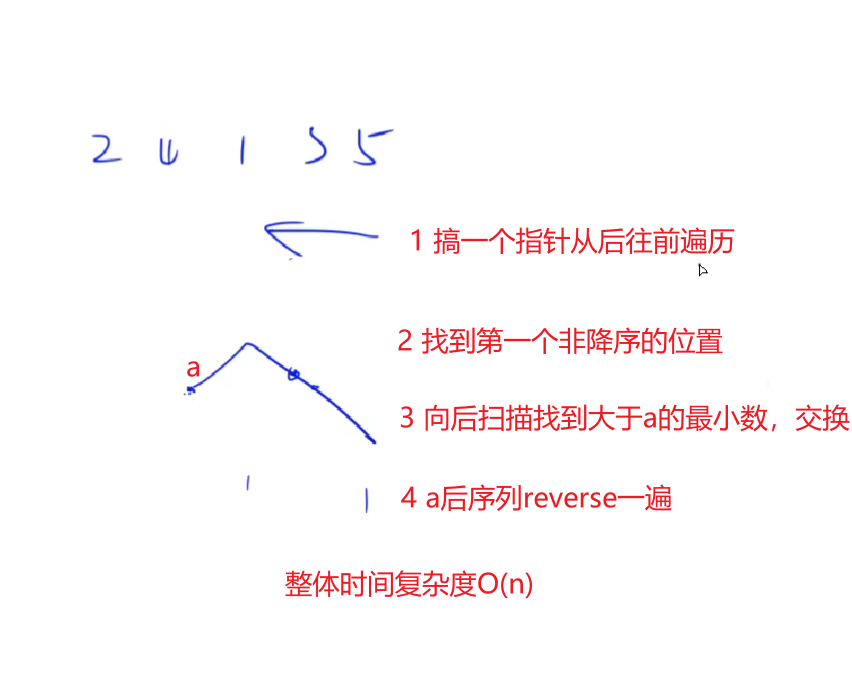 2 4 1 3 5
1 搞一个指针从后往前遍历
2 找到第一个非降序的位置
a
3 向后扫描找到大于a的最小数，交换
4 a后序列reverse一遍
整体时间复杂度O(n)